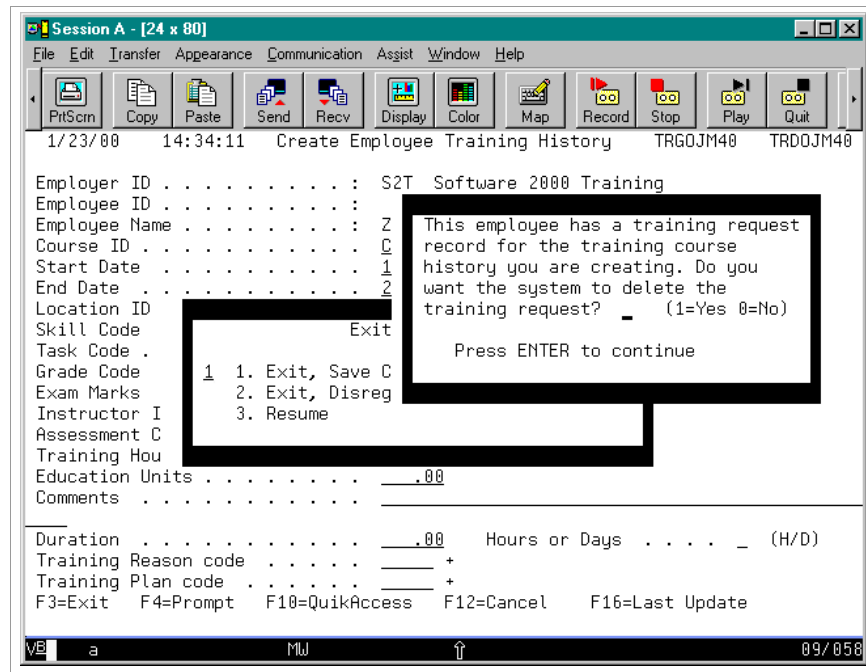 Session A - [24 x 80]
File Edit Transfer Appearance Communication Assist Window Help
PrtScrn Copy Paste Send Recv Display Color Map Record Stop Play Quit
1/23/00 14:34:11 Create Employee Training History TRGOJM40 TRDOJM40
Employer ID . . . . . . . . . . : S2T Software 2000 Training
Employee ID . . . . . . . . . . :
Employee Name . . . . . . . . . : Z
Course ID . . . . . . . . . . . C
Start Date . . . . . . . . . . . 1
End Date . . . . . . . . . . . 2
Location ID
Skill Code
Task Code .
Grade Code
Exam Marks
Instructor I
Assessment C
Training Hou
Exit
1 1. Exit, Save C
2. Exit, Disreg
3. Resume
This employee has a training request
record for the training course
history you are creating. Do you
want the system to delete the
training request? _ (1=Yes 0=No)
Press ENTER to continue
Education Units . . . . . . . . .00
Comments . . . . . . . . . . . .
Duration . . . . . . . . . . . .00 Hours or Days . . . . _ (H/D)
Training Reason code . . . . . +
Training Plan code . . . . . . +
F3=Exit F4=Prompt F10=QuikAccess F12=Cancel F16=Last Update
VB a MW 09/058